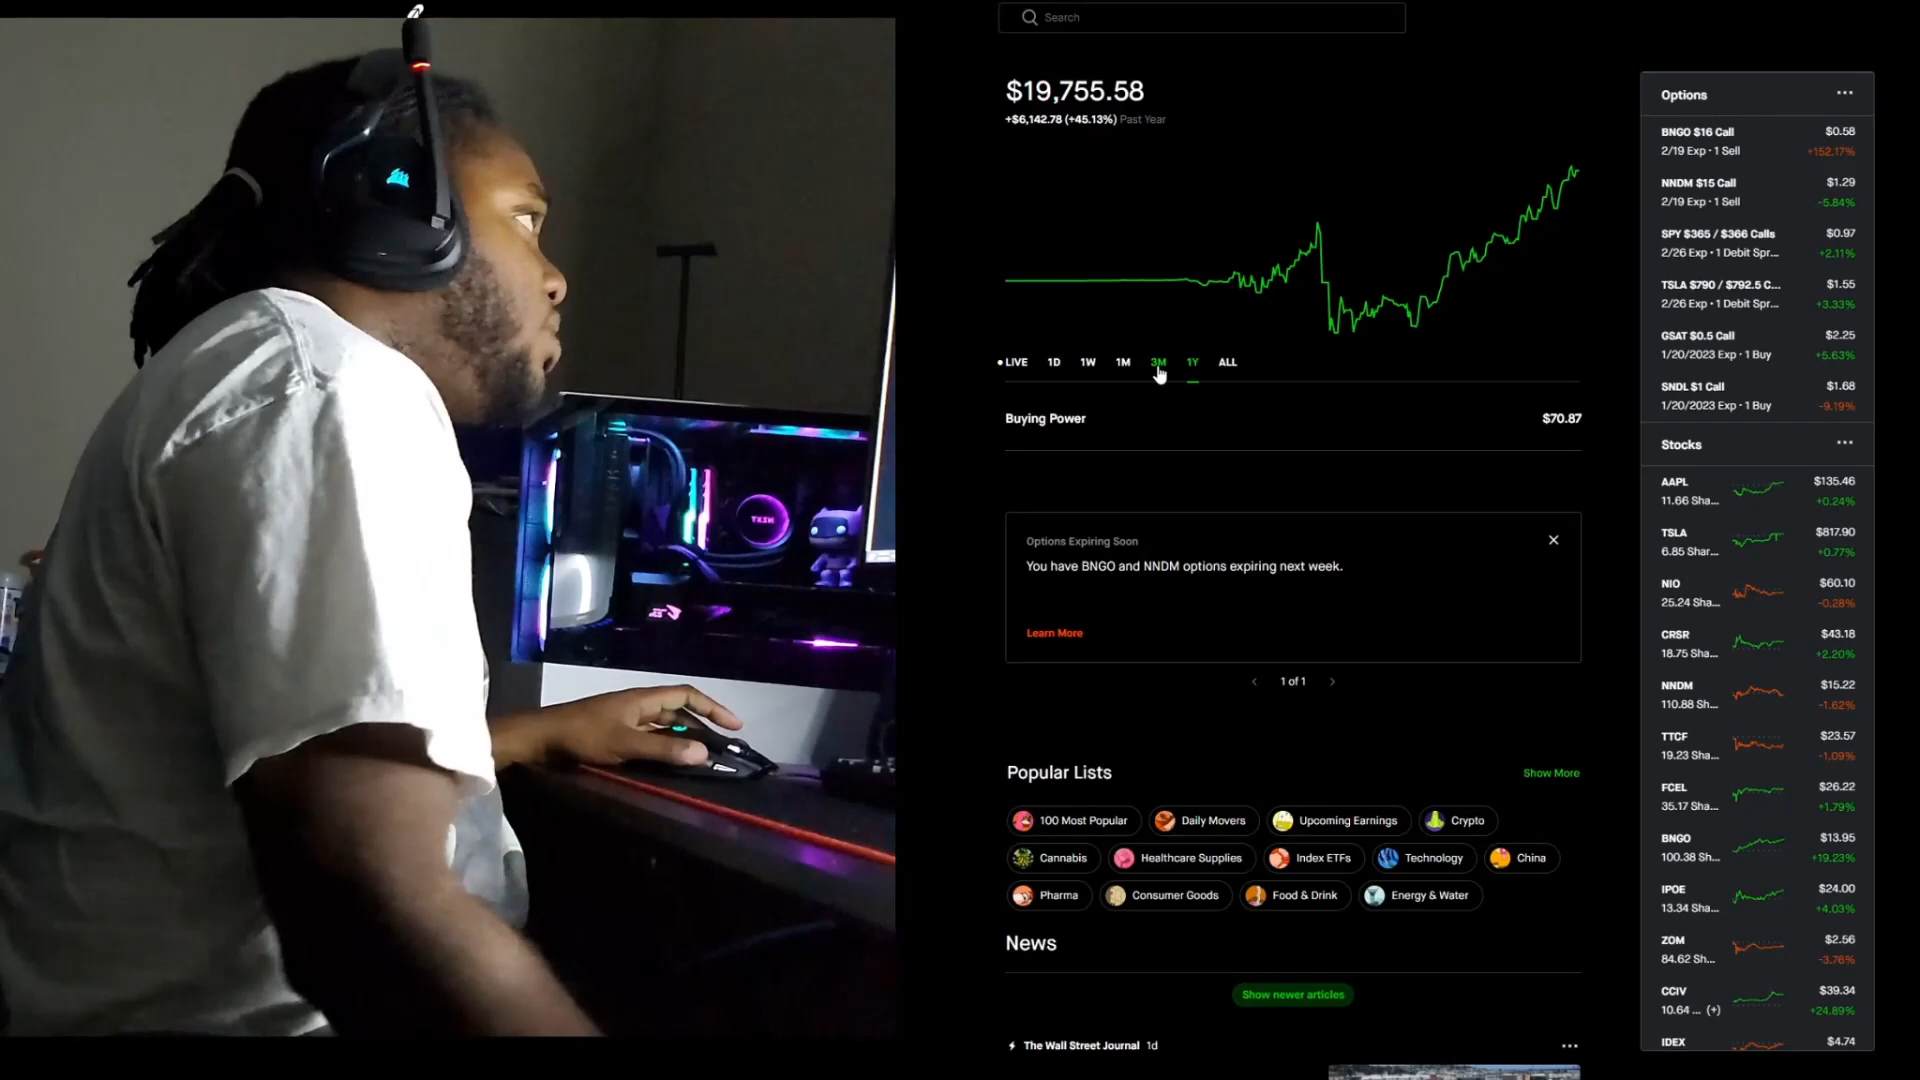 Search
$19,755.58
+$6,142.78 (+45.13%) Past Year
LIVE 1D 1W 1M 3M 1Y ALL
Buying Power $70.87
Options Expiring Soon
You have BNGO and NNDM options expiring next week.
Learn More
1 of 1
Popular Lists Show More
100 Most Popular Daily Movers Upcoming Earnings Crypto
Cannabis Healthcare Supplies Index ETFs Technology China
Pharma Consumer Goods Food & Drink Energy & Water
News
Show newer articles
The Wall Street Journal 1d
Options
BNGO $16 Call $0.58
2/19 Exp • 1 Sell +152.17%
NNDM $15 Call $1.29
2/19 Exp • 1 Sell -5.84%
SPY $365 / $366 Calls $0.97
2/26 Exp • 1 Debit Spr... +2.11%
TSLA $790 / $792.5 C... $1.55
2/26 Exp • 1 Debit Spr... +3.33%
GSAT $0.5 Call $2.25
1/20/2023 Exp • 1 Buy +5.63%
SNDL $1 Call $1.68
1/20/2023 Exp • 1 Buy -9.19%
Stocks
AAPL $135.46
11.66 Sha... +0.24%
TSLA $817.90
6.85 Shar... +0.77%
NIO $60.10
25.24 Sha... -0.28%
CRSR $43.18
18.75 Sha... +2.20%
NNDM $15.22
110.88 Sh... -1.62%
TTCF $23.57
19.23 Sha... -1.09%
FCEL $26.22
35.17 Sha... +1.79%
BNGO $13.95
100.38 Sh... +19.23%
IPOE $24.00
13.34 Sha... +4.03%
ZOM $2.56
84.62 Sh... -3.76%
CCIV $39.34
10.64 ... (+) +24.89%
IDEX $4.74
NZXT